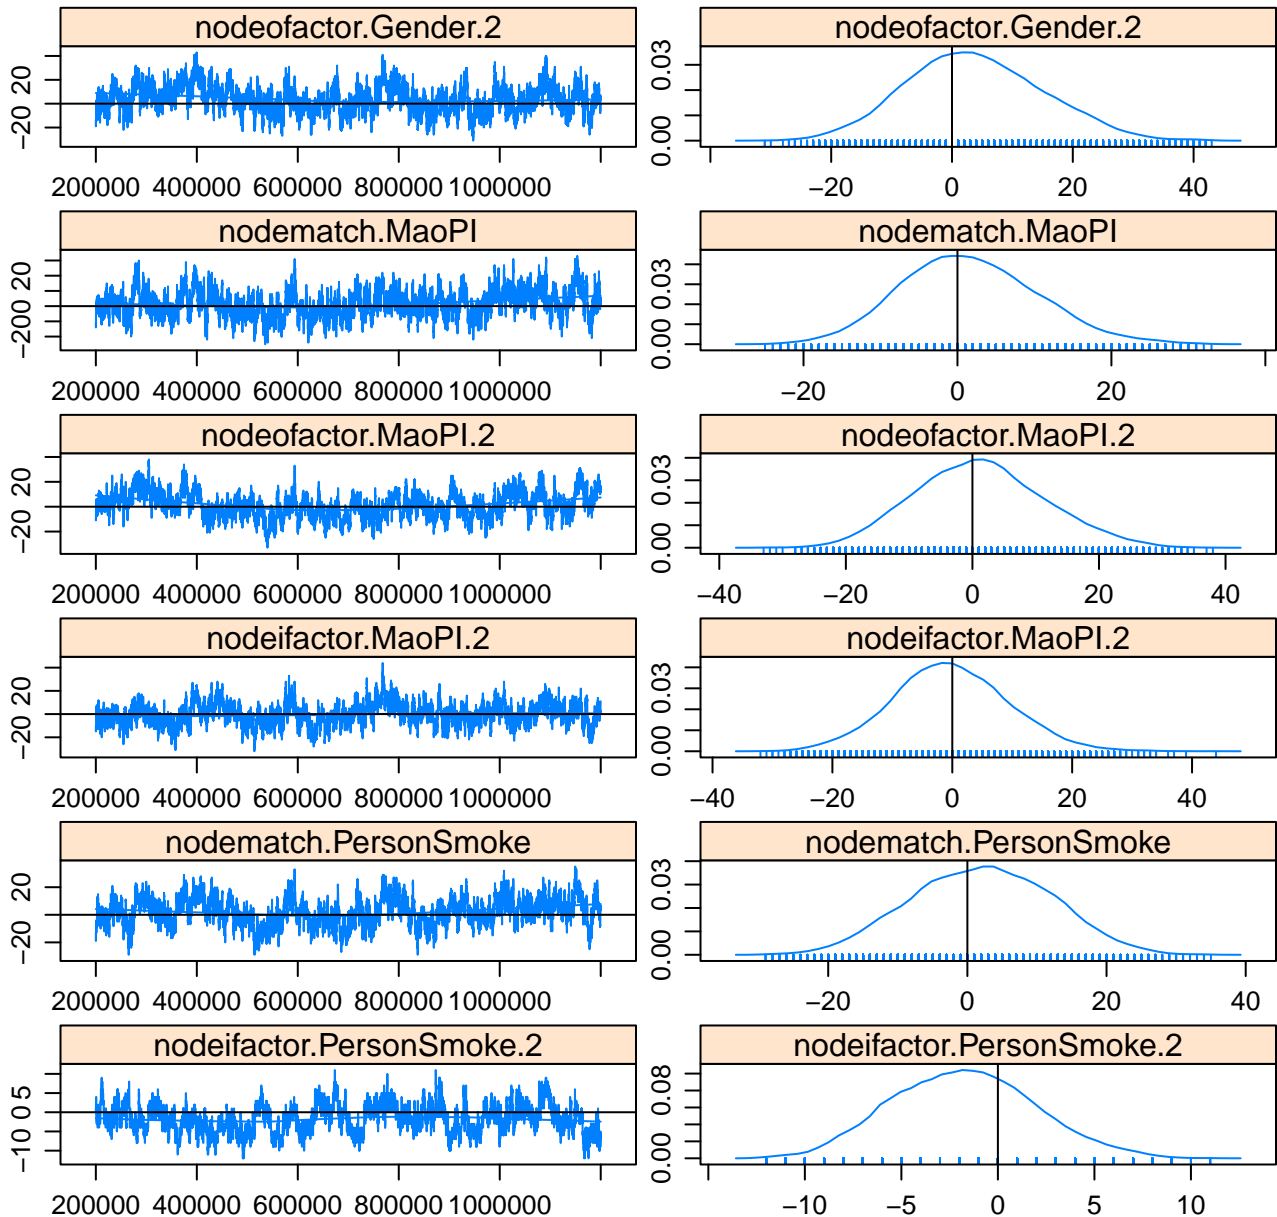 nodeofactor.Gender.2 nodeofactor.Gender.2
−20 20 0.00 0.03
200000 400000 600000 800000 1000000 −20 0 20 40
nodematch.MaoPI nodematch.MaoPI
−200 20 0.00 0.03
200000 400000 600000 800000 1000000 −20 0 20
nodeofactor.MaoPI.2 nodeofactor.MaoPI.2
−20 20 0.00 0.03
200000 400000 600000 800000 1000000 −40 −20 0 20 40
nodeifactor.MaoPI.2 nodeifactor.MaoPI.2
−20 20 0.00 0.03
200000 400000 600000 800000 1000000 −40 −20 0 20 40
nodematch.PersonSmoke nodematch.PersonSmoke
−20 20 0.00 0.03
200000 400000 600000 800000 1000000 −20 0 20 40
nodeifactor.PersonSmoke.2 nodeifactor.PersonSmoke.2
−10 0 5 0.00 0.08
200000 400000 600000 800000 1000000 −10 −5 0 5 10